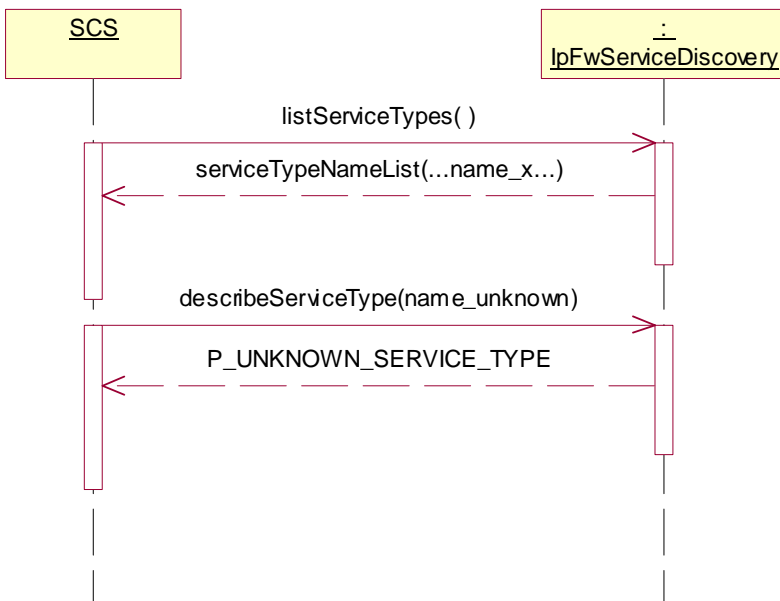 SCS
:
IpFwServiceDiscovery
listServiceTypes( )
serviceTypeNameList(...name_x...)
describeServiceType(name_unknown)
P_UNKNOWN_SERVICE_TYPE